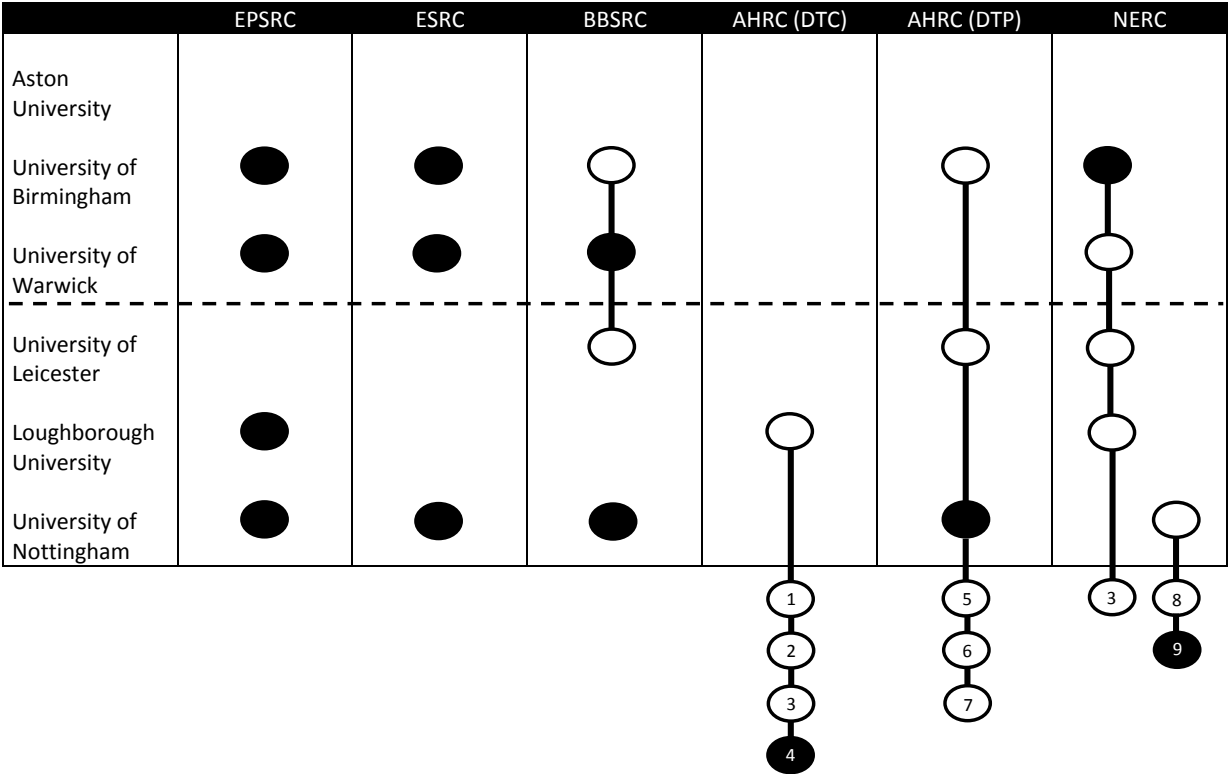 EPSRC ESRC BBSRC AHRC (DTC) AHRC (DTP) NERC
Aston
University
University of
Birmingham
University of
Warwick
University of
Leicester
Loughborough
University
University of
Nottingham
1 5 3 8
2 6 9
3 7
4